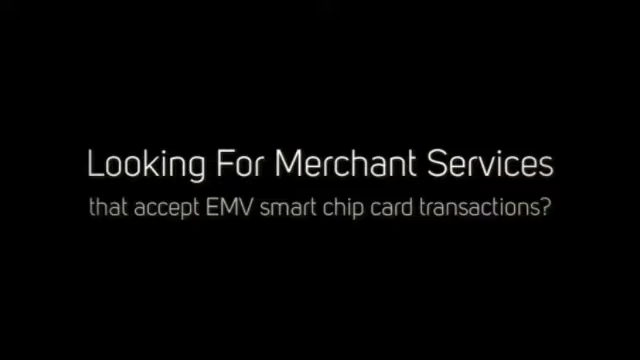 Looking For Merchant Services
that accept EMV smart chip card transactions?